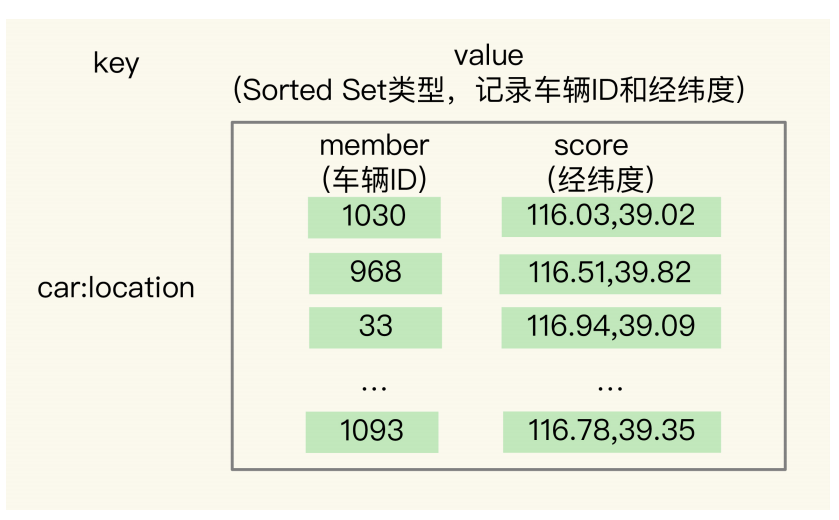 key
value
(Sorted Set类型，记录车辆ID和经纬度)
member
(车辆ID)
score
(经纬度)
1030
116.03,39.02
968
116.51,39.82
car:location
33
116.94,39.09
...
...
1093
116.78,39.35